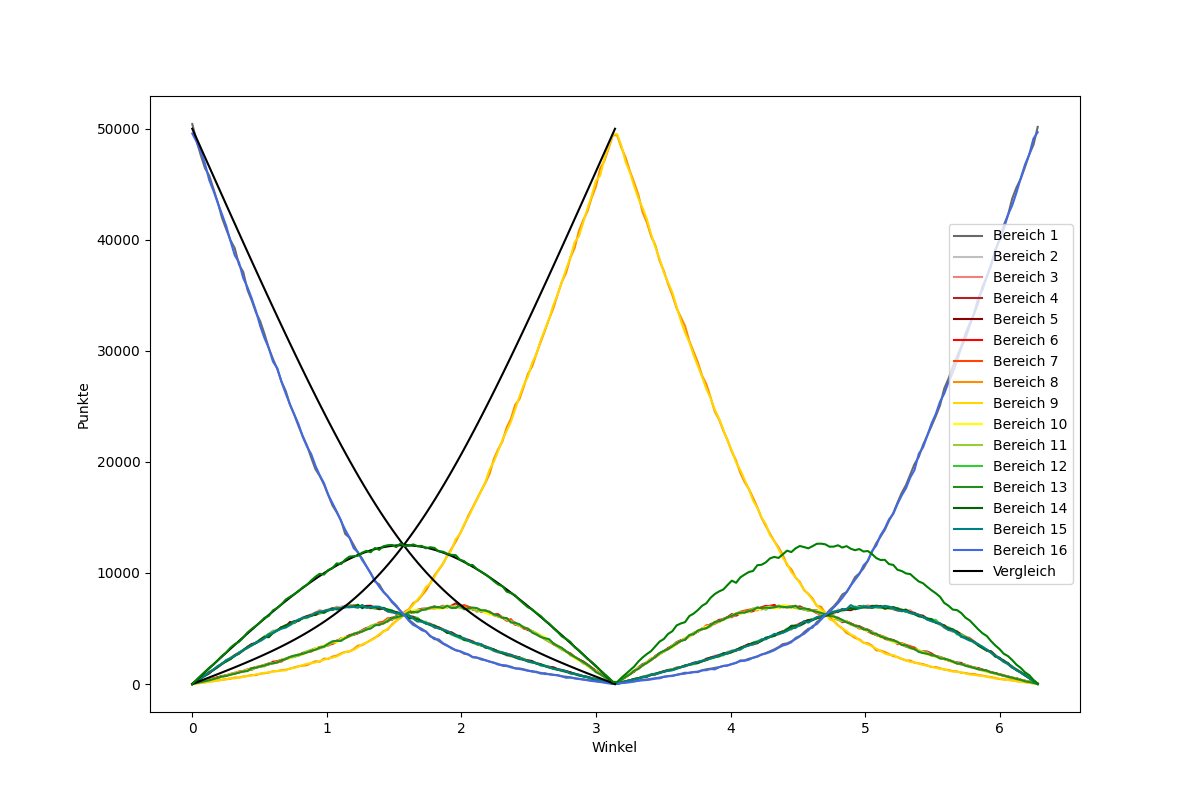 50000
40000
30000
20000
10000
0
Punkte
0 1 2 3 4 5 6
Winkel
Bereich 1
Bereich 2
Bereich 3
Bereich 4
Bereich 5
Bereich 6
Bereich 7
Bereich 8
Bereich 9
Bereich 10
Bereich 11
Bereich 12
Bereich 13
Bereich 14
Bereich 15
Bereich 16
Vergleich